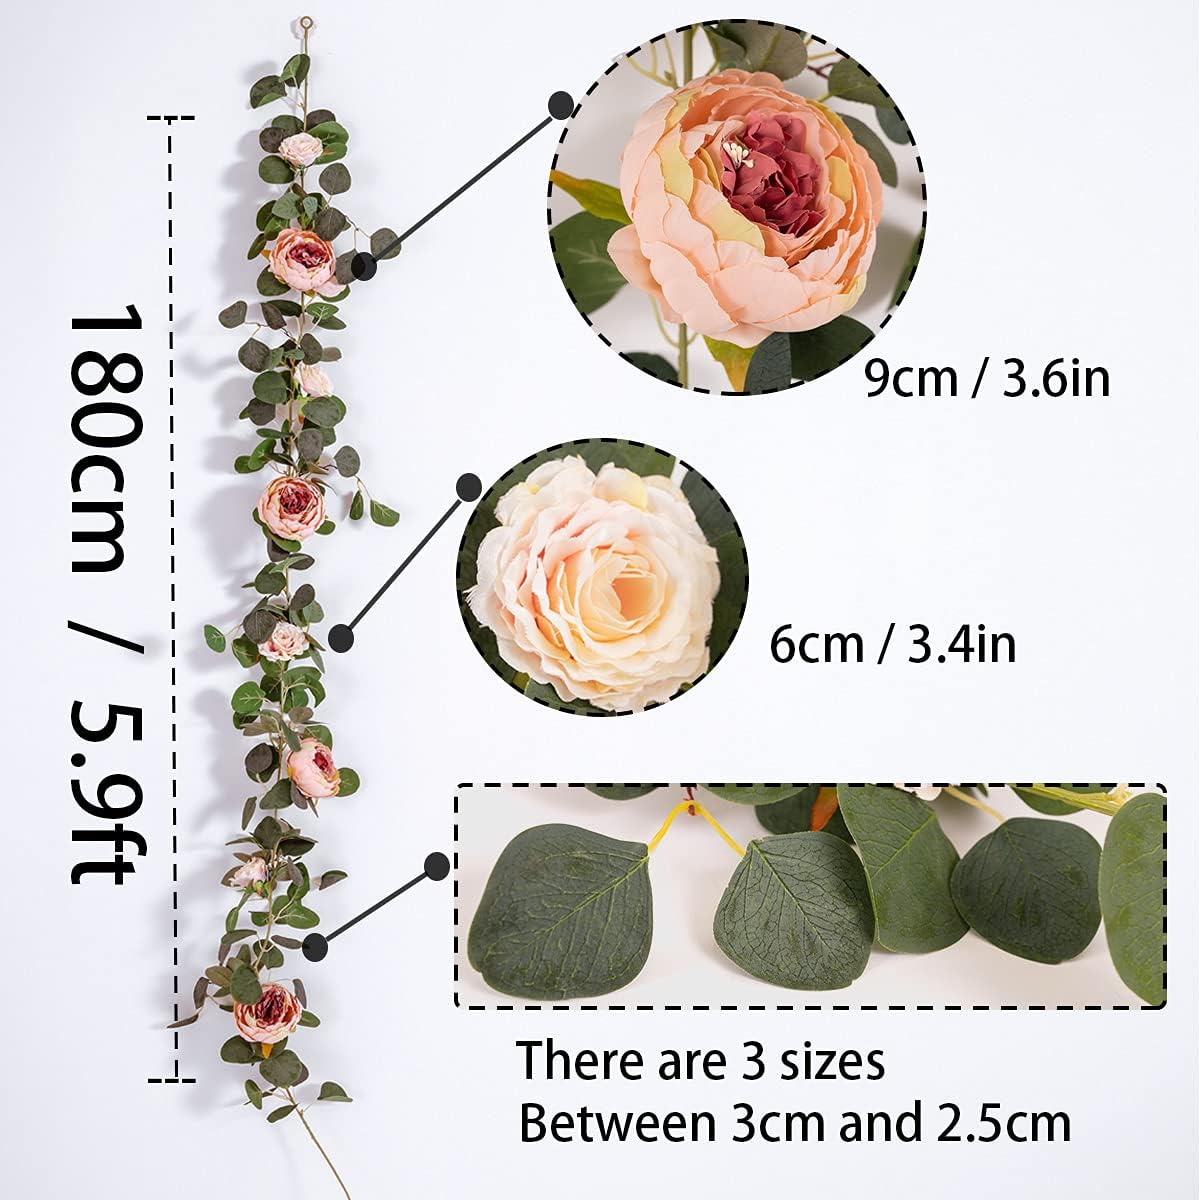 180cm / 5.9ft
9cm / 3.6in
6cm / 3.4in
There are 3 sizes
Between 3cm and 2.5cm